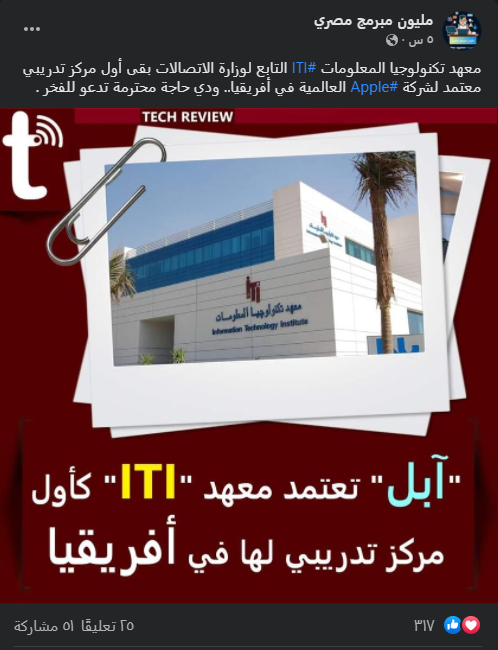 مليون مبرمج مصري
٥ س ·
معهد تكنولوجيا المعلومات #ITI التابع لوزارة الاتصالات بقى أول مركز تدريبي
معتمد لشركة #Apple العالمية في أفريقيا.. ودي حاجة محترمة تدعو للفخر .
TECH REVIEW
t
iTi
معهد تكنولوجيا المعلومات
Information Technology Institute
"آبل" تعتمد معهد "ITI" كأول
مركز تدريبي لها في أفريقيا
٣١٧
٢٥ تعليقًا ٥١ مشاركة